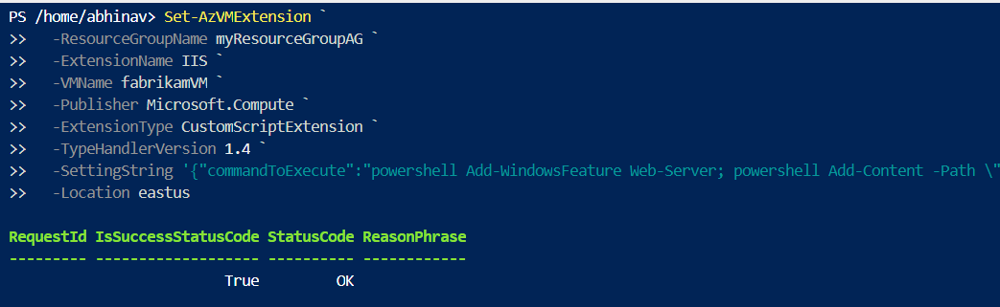 PS /home/abhinav> Set-AzVMExtension `
>>   -ResourceGroupName myResourceGroupAG `
>>   -ExtensionName IIS `
>>   -VMName fabrikamVM `
>>   -Publisher Microsoft.Compute `
>>   -ExtensionType CustomScriptExtension `
>>   -TypeHandlerVersion 1.4 `
>>   -SettingString '{"commandToExecute":"powershell Add-WindowsFeature Web-Server; powershell Add-Content -Path \"
>>   -Location eastus
RequestId IsSuccessStatusCode StatusCode ReasonPhrase
--------- ------------------- ---------- ------------
                         True         OK